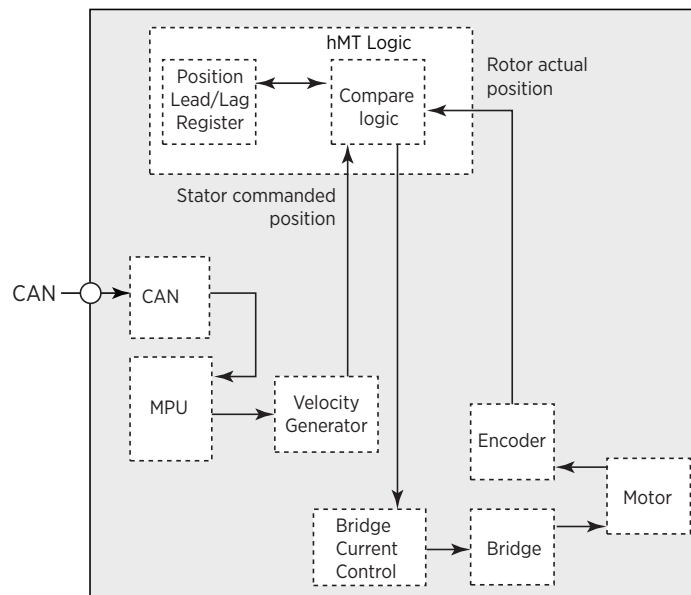 hMT Logic
Position
Lead/Lag
Register
Compare
logic
Rotor actual
position
Stator commanded
position
CAN
CAN
MPU
Velocity
Generator
Encoder
Motor
Bridge
Current
Control
Bridge